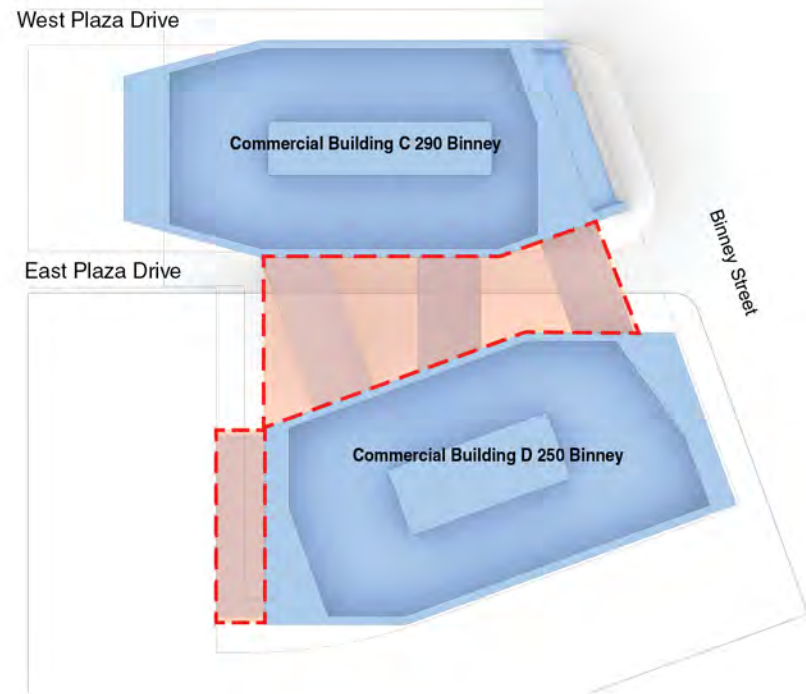 West Plaza Drive
Commercial Building C 290 Binney
Binney Street
East Plaza Drive
Commercial Building D 250 Binney